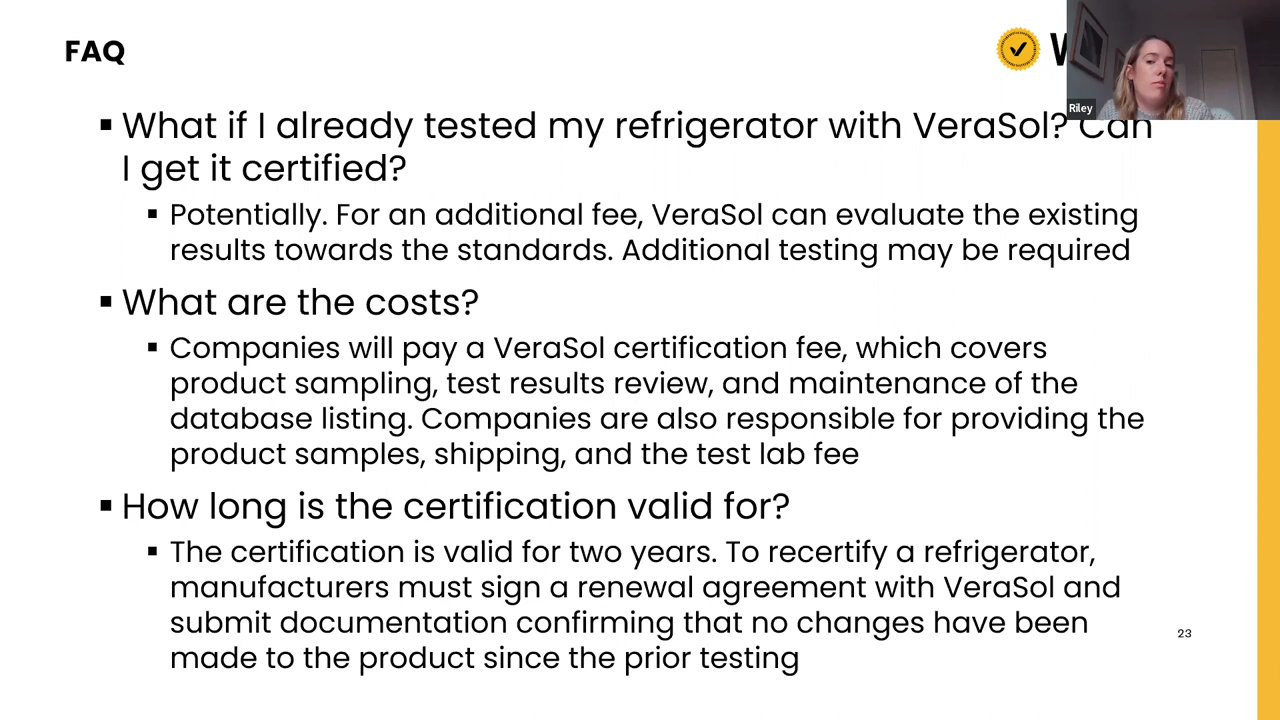 FAQ
Riley
▪ What if I already tested my refrigerator with VeraSol? Can
I get it certified?
▪ Potentially. For an additional fee, VeraSol can evaluate the existing
results towards the standards. Additional testing may be required
▪ What are the costs?
▪ Companies will pay a VeraSol certification fee, which covers
product sampling, test results review, and maintenance of the
database listing. Companies are also responsible for providing the
product samples, shipping, and the test lab fee
▪ How long is the certification valid for?
▪ The certification is valid for two years. To recertify a refrigerator,
manufacturers must sign a renewal agreement with VeraSol and
submit documentation confirming that no changes have been
made to the product since the prior testing
23